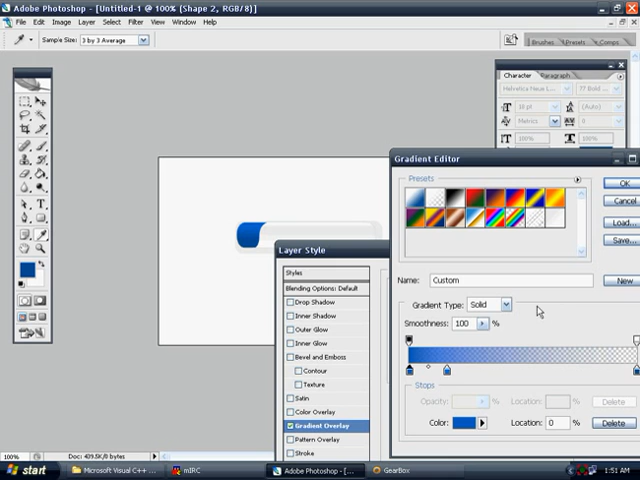 Adobe Photoshop - [Untitled-1 @ 100% (Shape 2, RGB/8)]
File Edit Image Layer Select Filter View Window Help
Sample Size: 3 by 3 Average
Brushes Presets Comps
Character Paragraph
Helvetica Neue L... 77 Bold ...
18 pt (Auto)
Metrics 0
100% 100%
Gradient Editor
Presets
OK
Cancel
Load...
Save...
Name: Custom New
Gradient Type: Solid
Smoothness: 100 %
Stops
Opacity: % Location: % Delete
Color: Location: 0 % Delete
Layer Style
Styles
Blending Options: Default
Drop Shadow
Inner Shadow
Outer Glow
Inner Glow
Bevel and Emboss
Contour
Texture
Satin
Color Overlay
Gradient Overlay
Pattern Overlay
Stroke
100% Doc: 409.5K/0 bytes
start Microsoft Visual C++ ... mIRC Adobe Photoshop - [... GearBox 1:51 AM